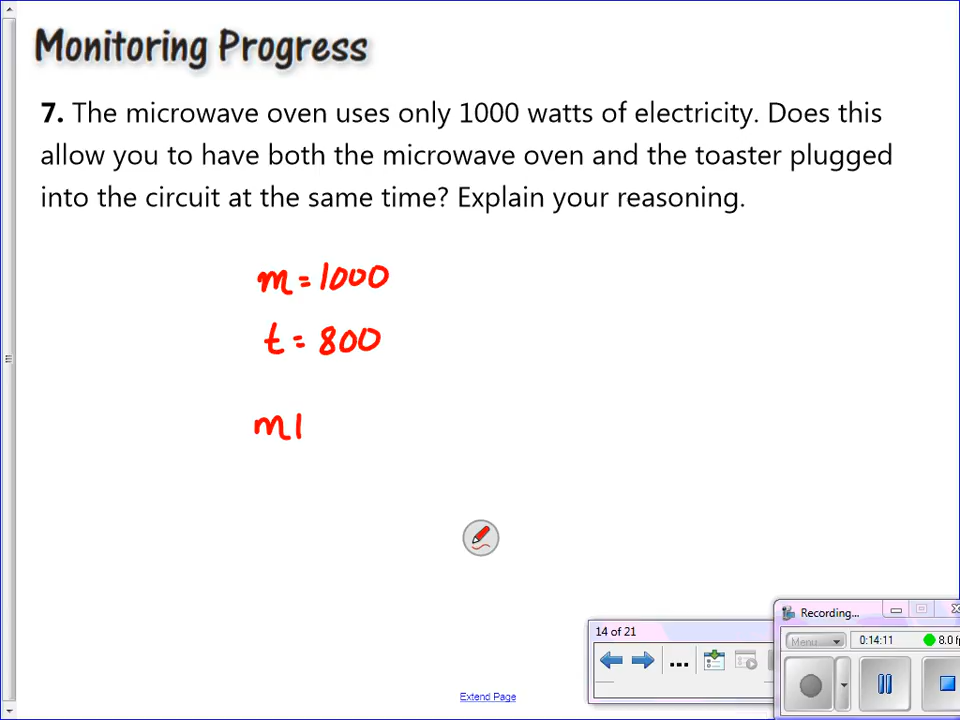 Monitoring Progress
7. The microwave oven uses only 1000 watts of electricity. Does this
allow you to have both the microwave oven and the toaster plugged
into the circuit at the same time? Explain your reasoning.
m = 1000
t = 800
m l
14 of 21
Recording...
Menu
0:14:11
8.0 f
Extend Page